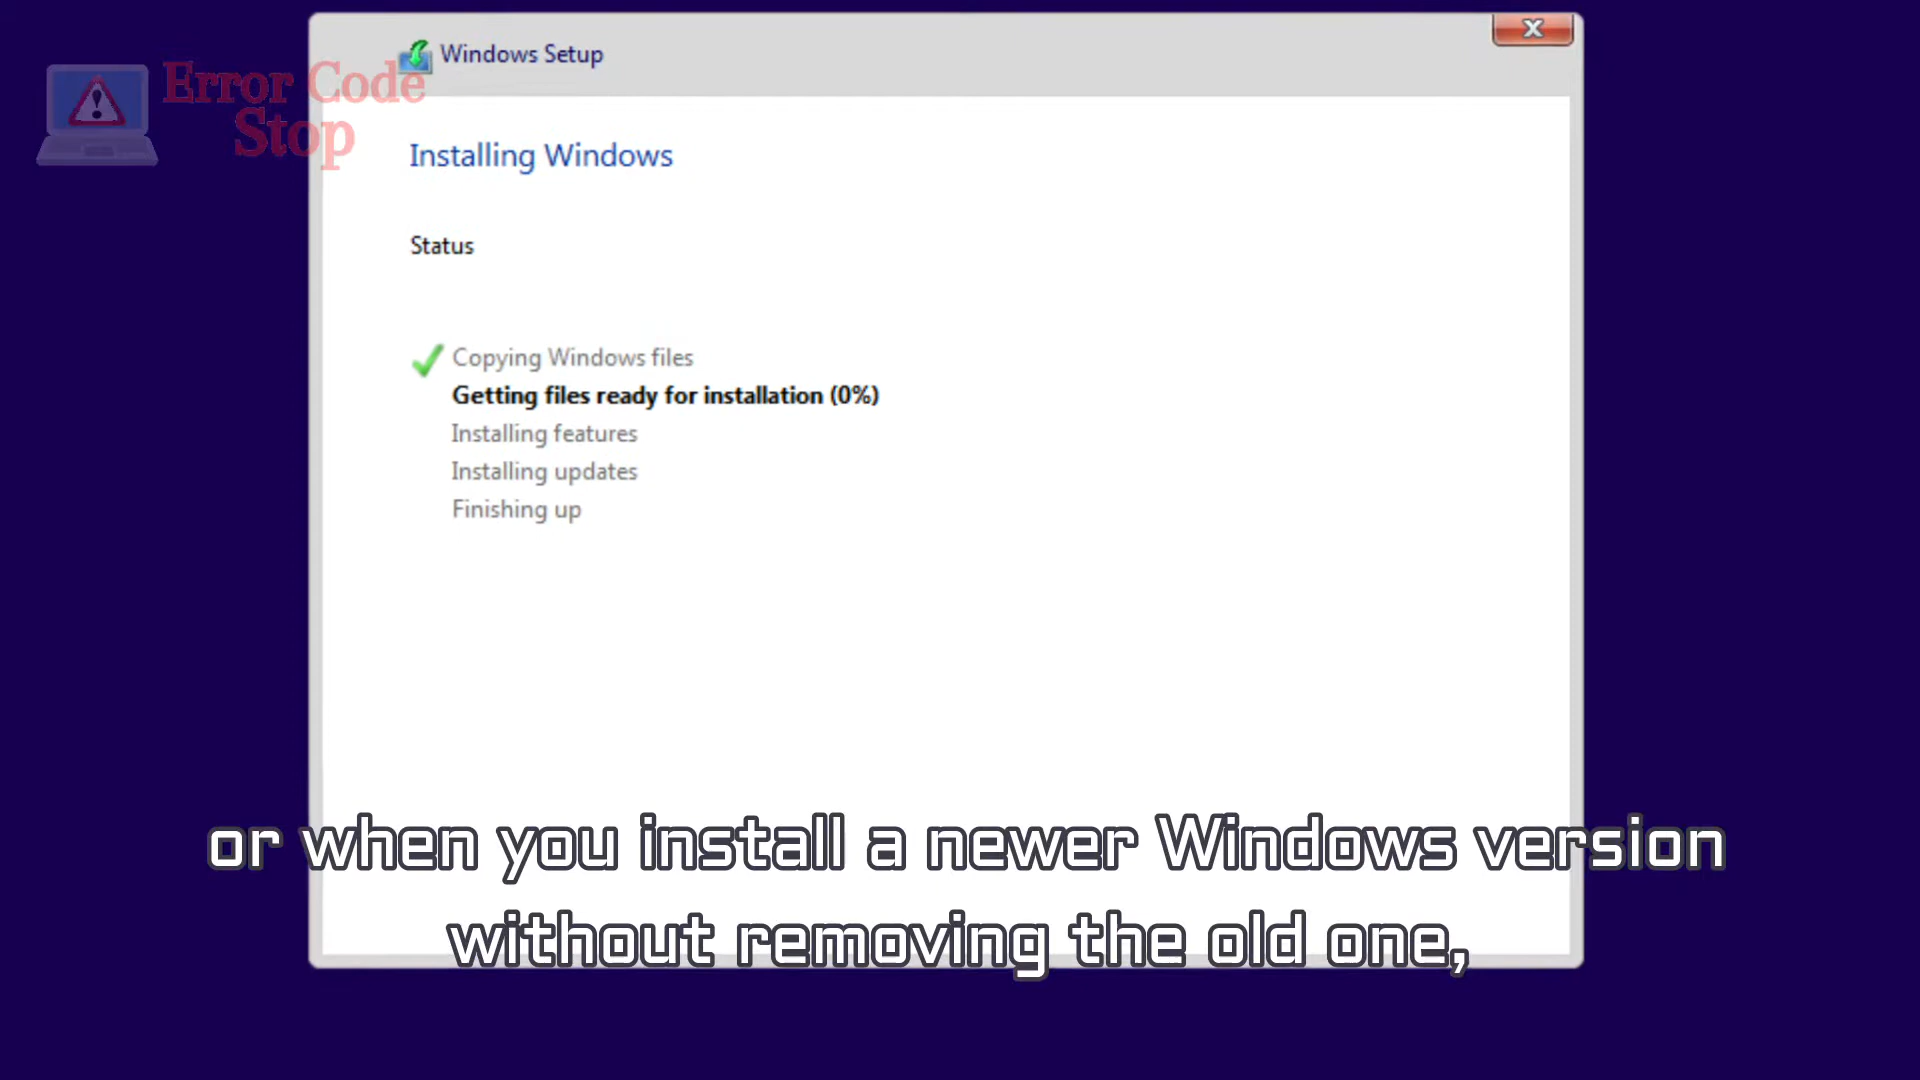 Windows Setup
Error Code
Stop
Installing Windows
Status
Copying Windows files
Getting files ready for installation (0%)
Installing features
Installing updates
Finishing up
or when you install a newer Windows version
without removing the old one,